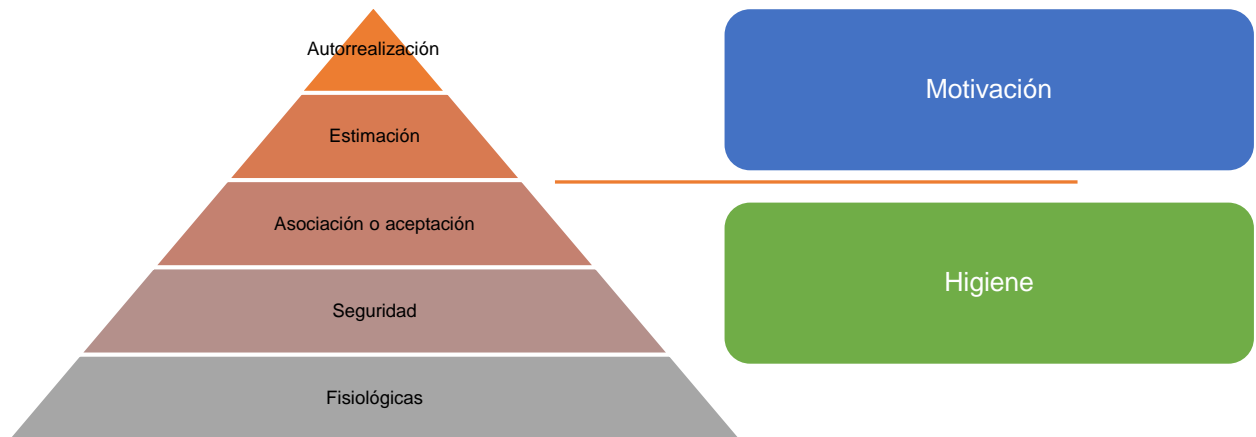 Autorrealización
Estimación
Asociación o aceptación
Seguridad
Fisiológicas
Motivación
Higiene